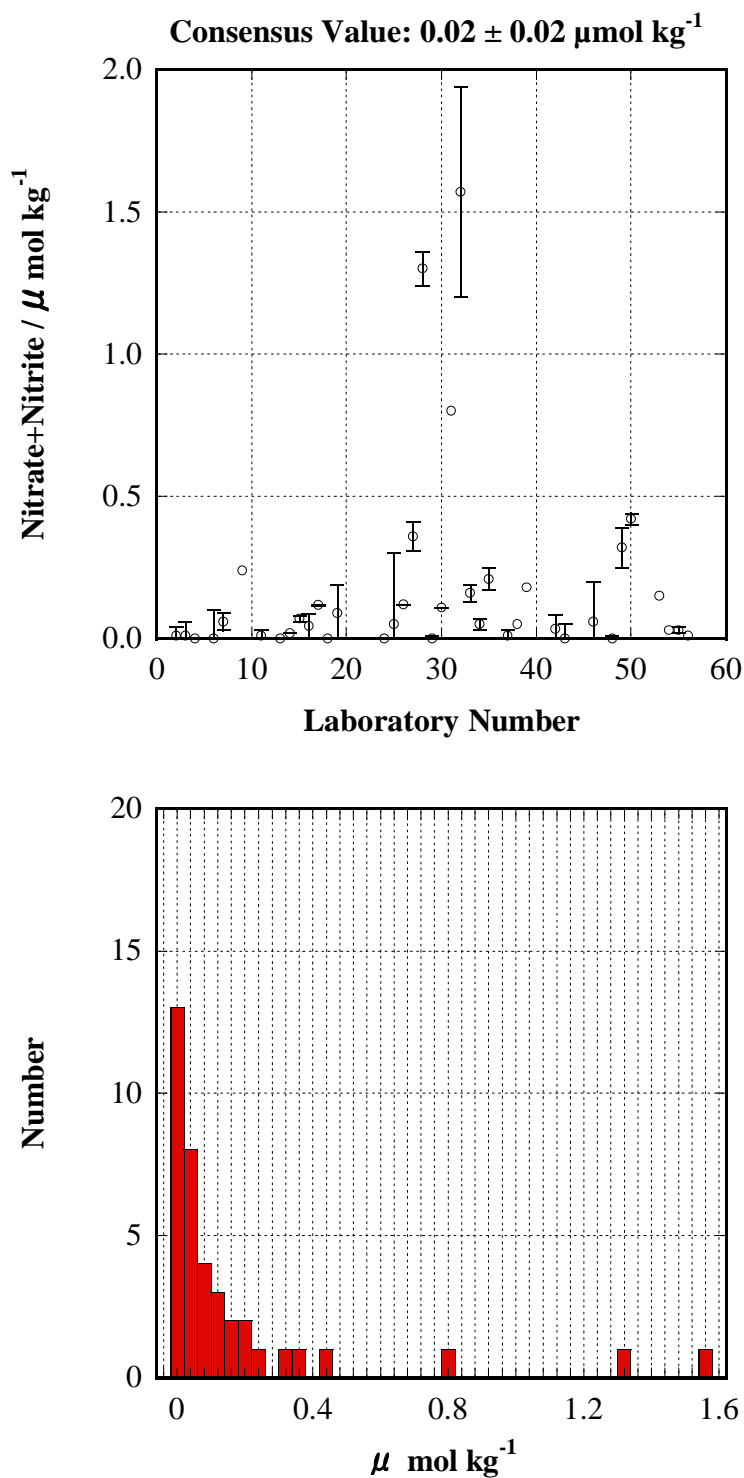 Consensus Value: 0.02 ± 0.02 µmol kg-1
2.0
1.5
1.0
0.5
0.0
Nitrate+Nitrite / μ mol kg-1
0 10 20 30 40 50 60
Laboratory Number
20
15
10
5
0
Number
0 0.4 0.8 1.2 1.6
μ mol kg-1